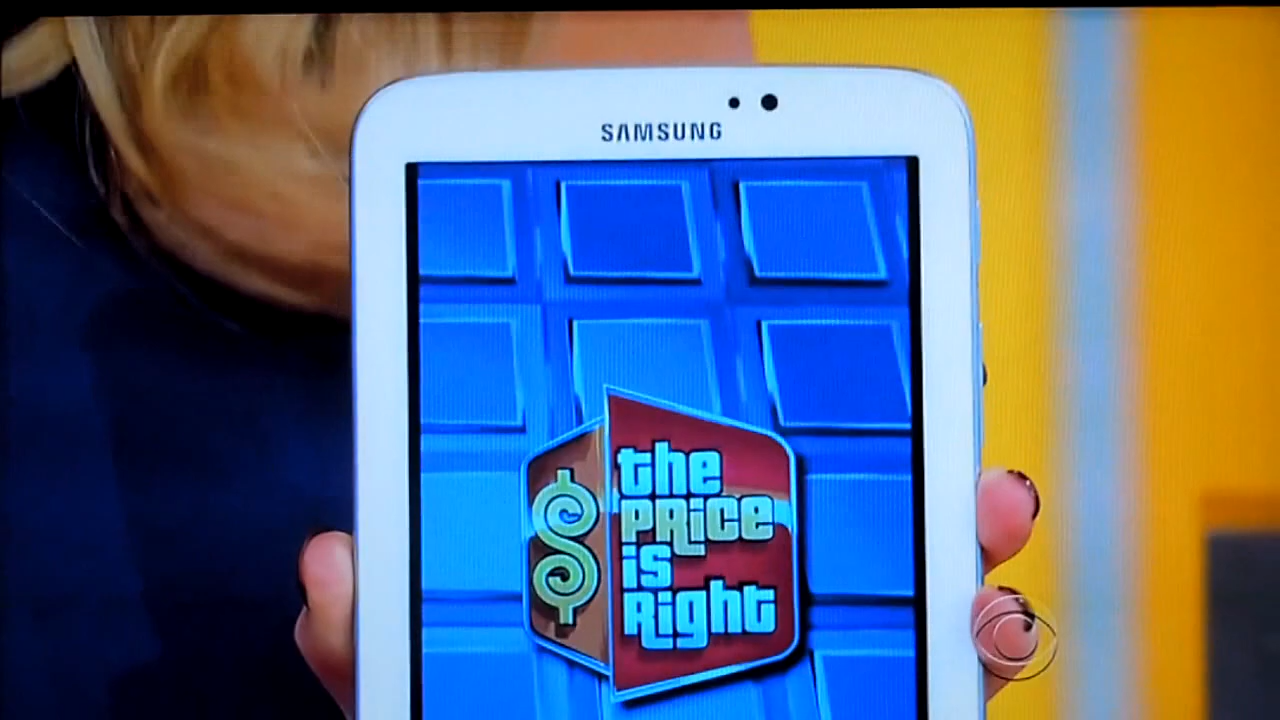 SAMSUNG
$
the
PRiCe
is
Right